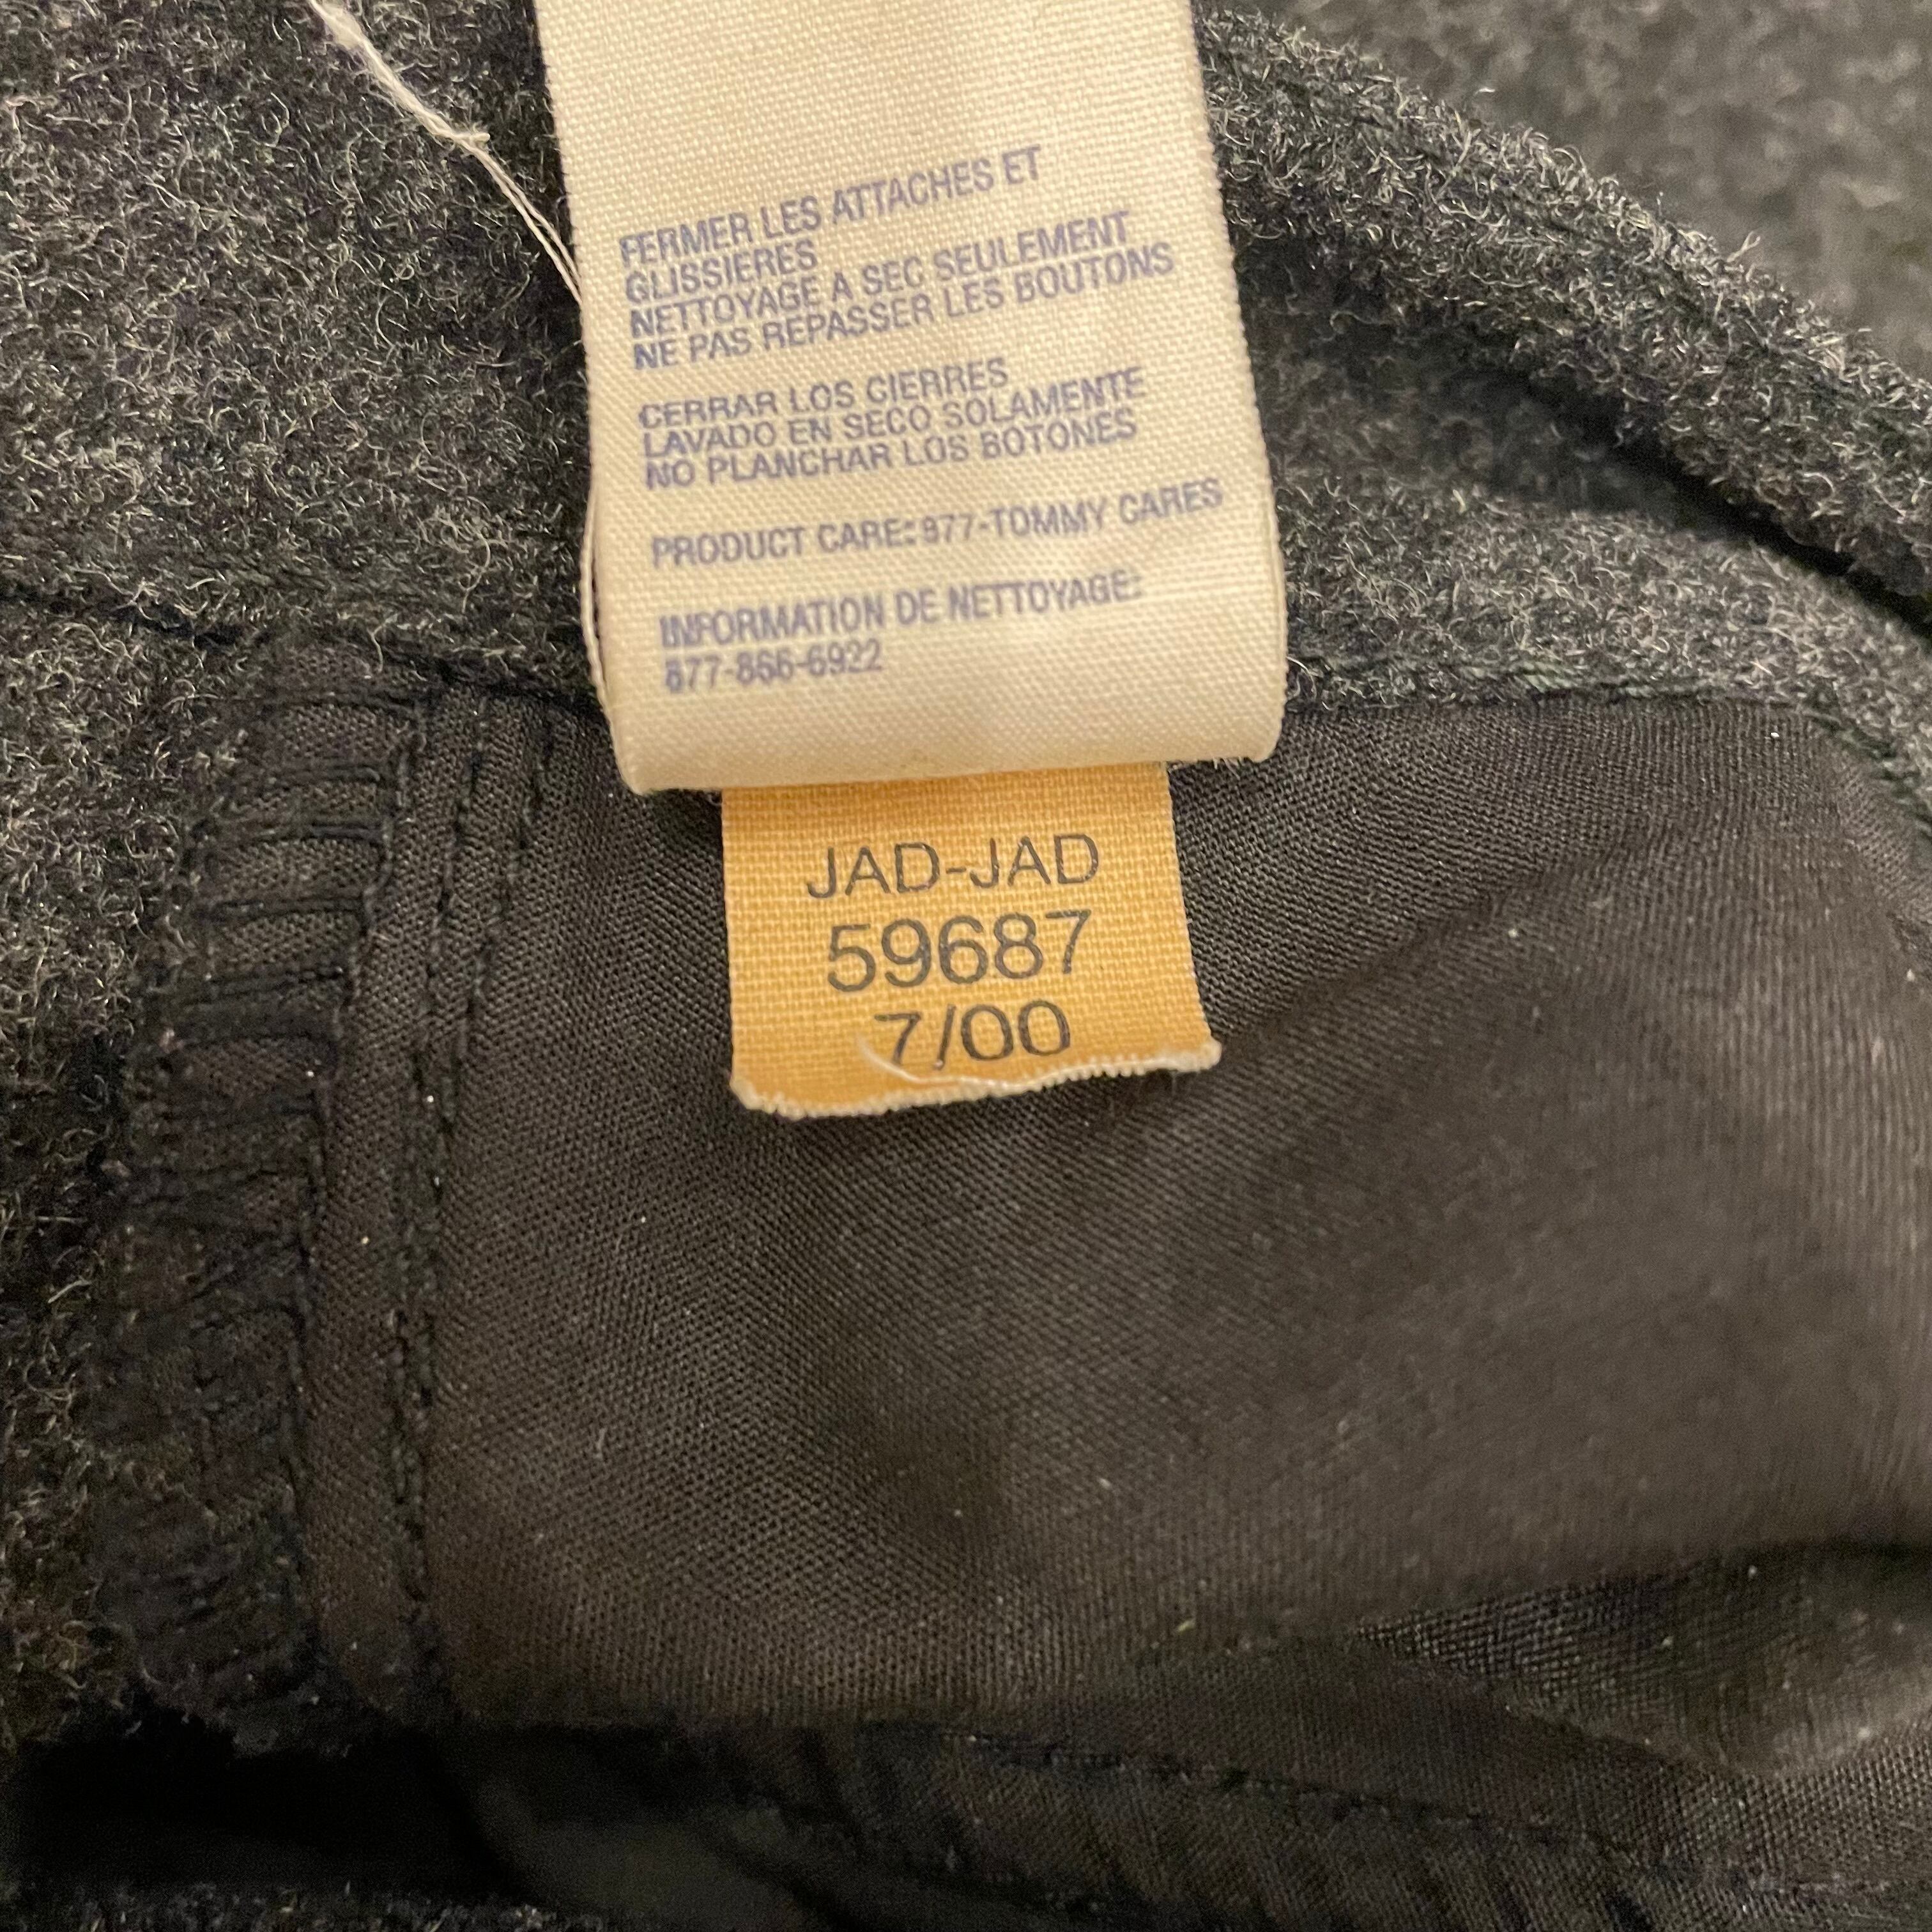 FERMER LES ATTACHES ET
GLISSIERES
NETTOYAGE A SEC SEULEMENT
NE PAS REPASSER LES BOUTONS
CERRAR LOS CIERRES
LAVADO EN SECO SOLAMENTE
NO PLANCHAR LOS BOTONES
PRODUCT CARE: 877-TOMMY CARES
INFORMATION DE NETTOYAGE:
877-866-6922
JAD-JAD
59687
7/00